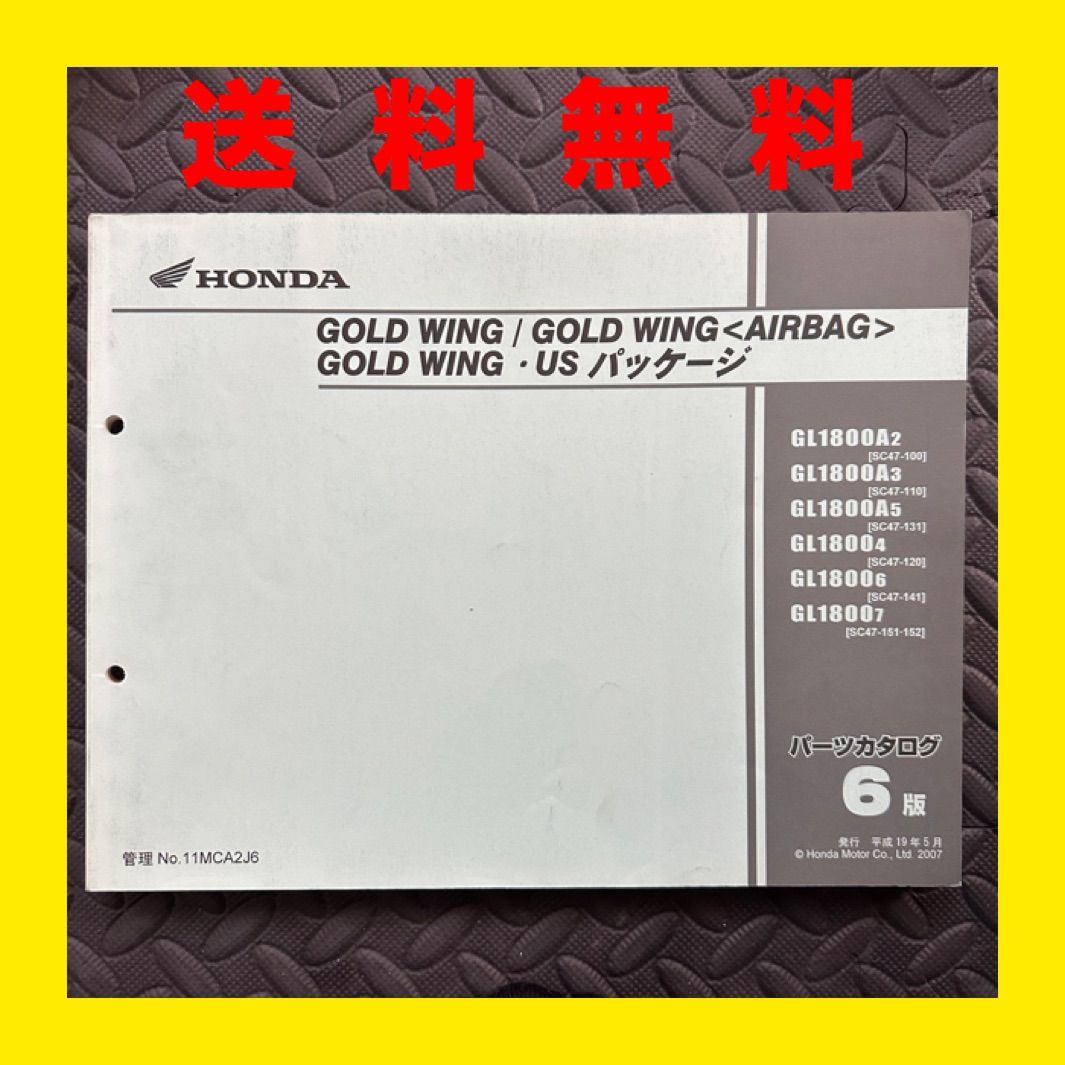 送料無料
HONDA
GOLD WING / GOLD WING<AIRBAG>
GOLD WING・US パッケージ
GL1800A2
[SC47-100]
GL1800A3
[SC47-110]
GL1800A5
[SC47-131]
GL18004
[SC47-120]
GL18006
[SC47-141]
GL18007
[SC47-151・152]
パーツカタログ
6版
発行 平成19年5月
© Honda Motor Co., Ltd. 2007
管理 No.11MCA2J6